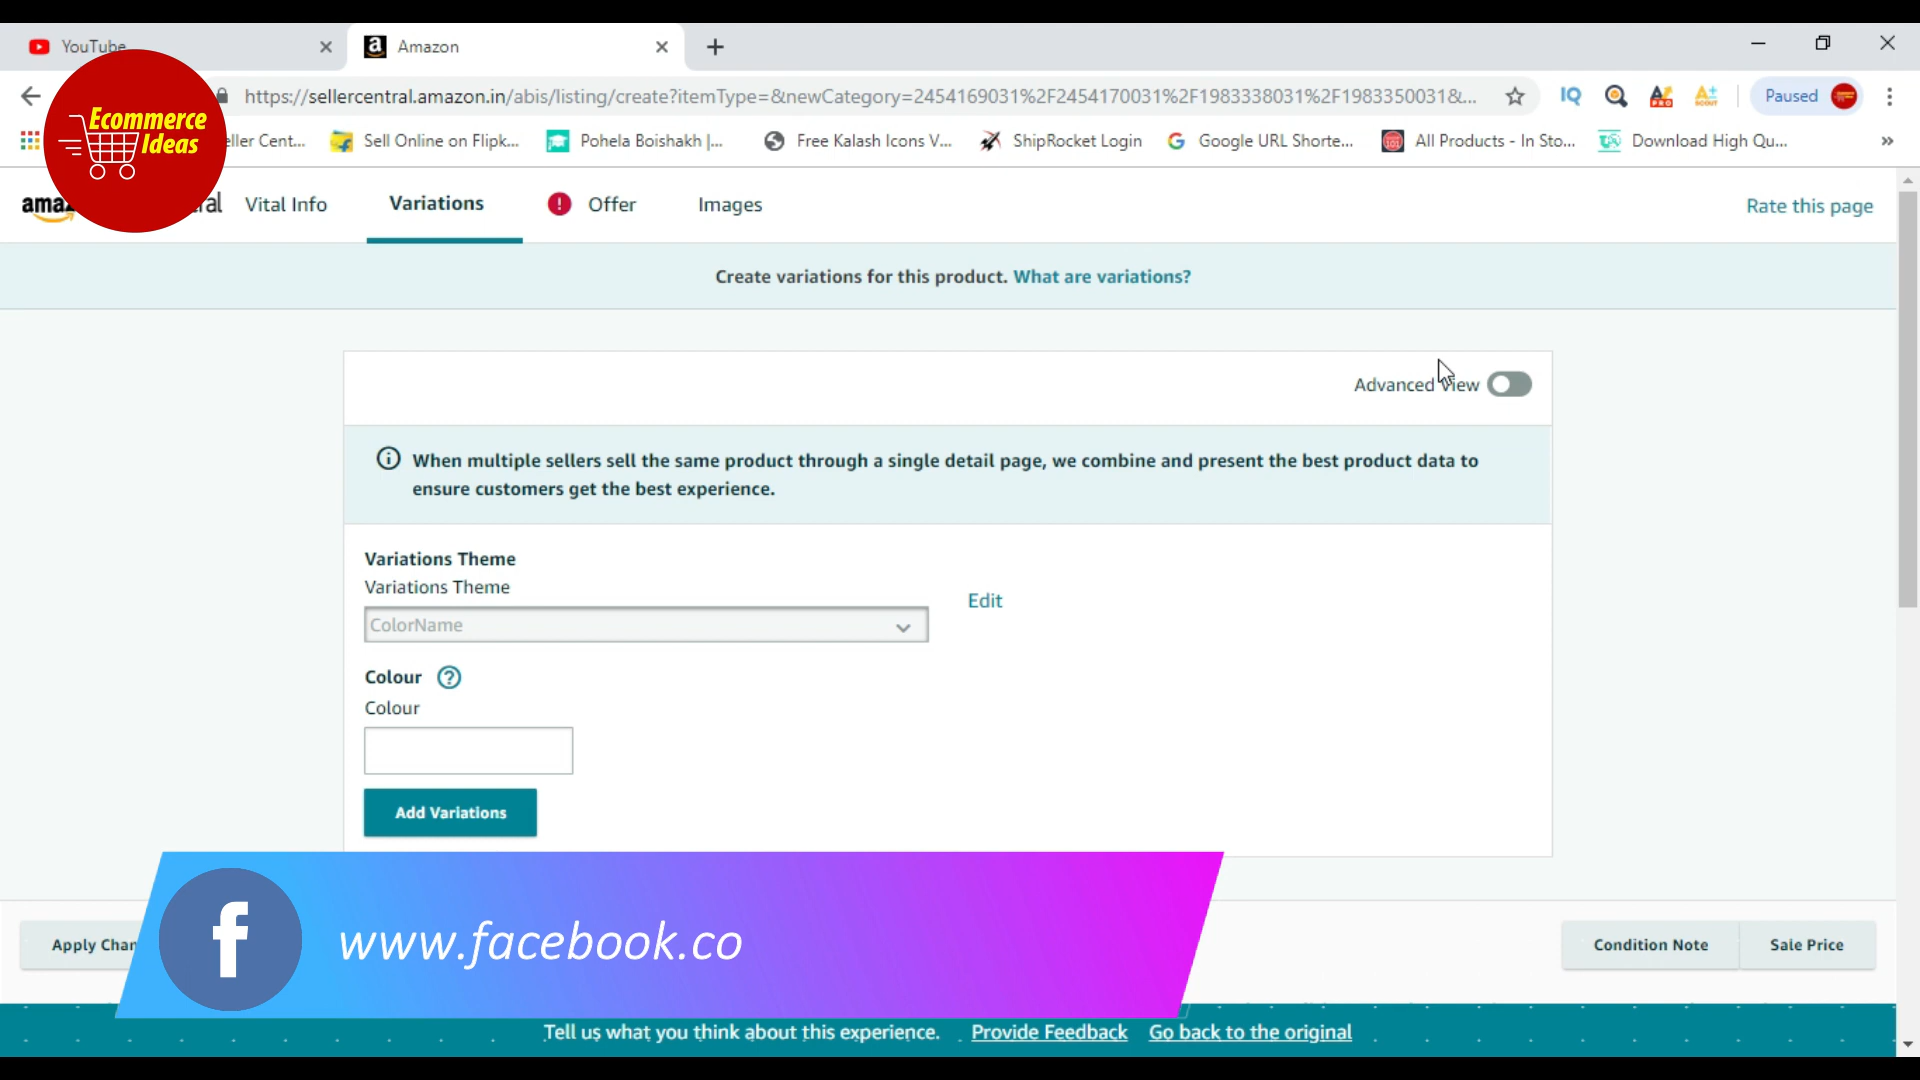 YouTube
Amazon
https://sellercentral.amazon.in/abis/listing/create?itemType=&newCategory=2454169031%2F2454170031%2F1983338031%2F1983350031&...
IQ
Paused
Ecommerce
Ideas
eller Cent...
Sell Online on Flipk...
Pohela Boishakh |...
Free Kalash Icons V...
ShipRocket Login
Google URL Shorte...
All Products - In Sto...
Download High Qu...
»
Vital Info
Variations
Offer
Images
Rate this page
Create variations for this product. What are variations?
Advanced View
When multiple sellers sell the same product through a single detail page, we combine and present the best product data to
ensure customers get the best experience.
Variations Theme
Variations Theme
ColorName
Edit
Colour
Colour
Add Variations
Apply Chan
www.facebook.co
Condition Note
Sale Price
Tell us what you think about this experience. Provide Feedback Go back to the original